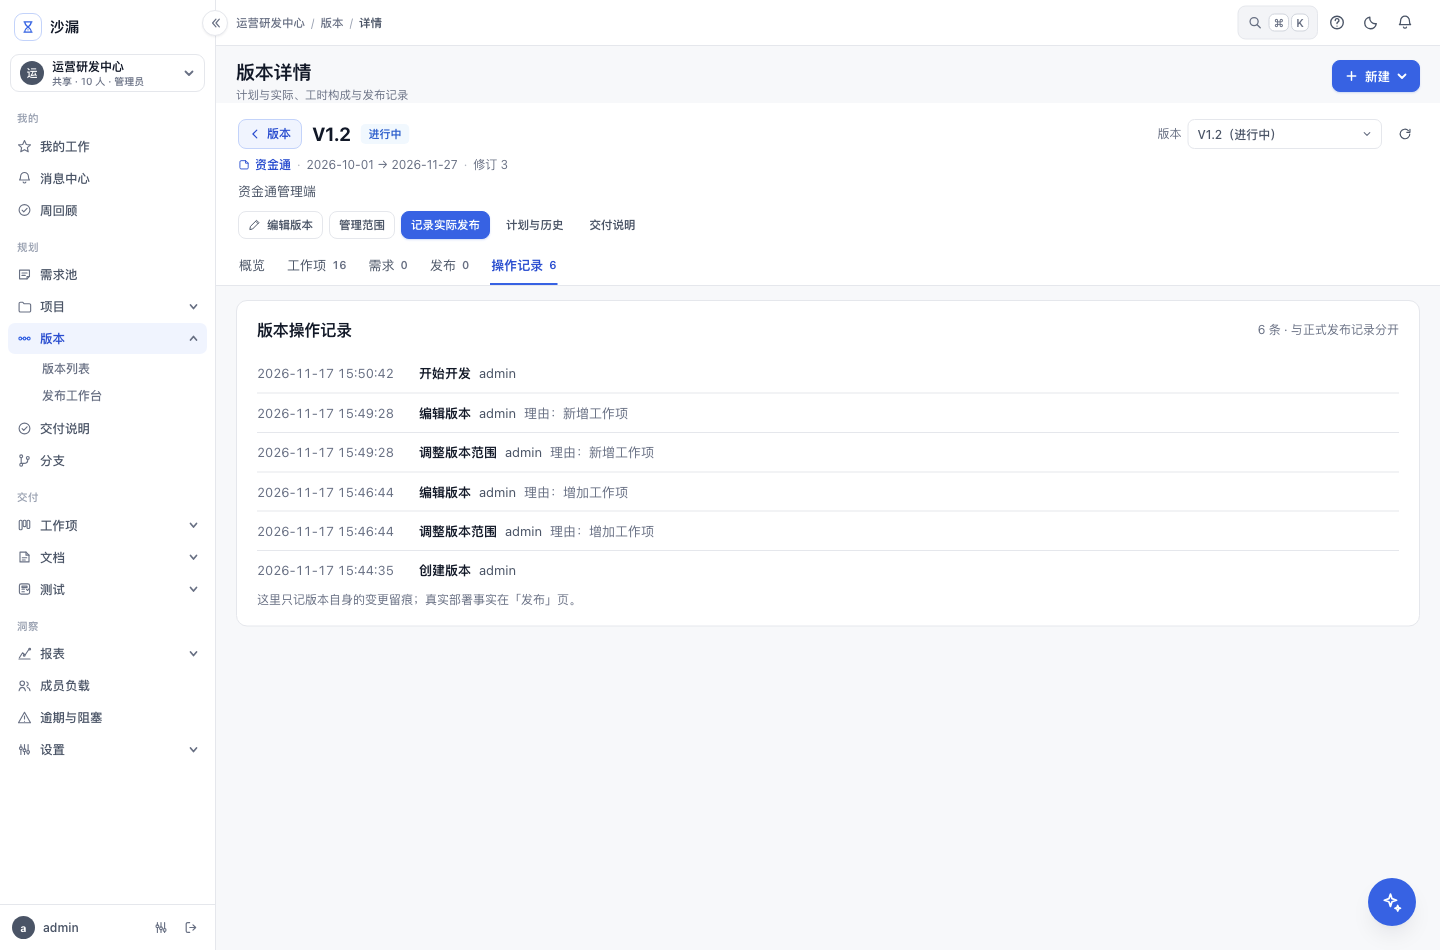 沙漏
运
运营研发中心
共享 · 10 人 · 管理员
我的
我的工作
消息中心
周回顾
规划
需求池
项目
版本
版本列表
发布工作台
交付说明
分支
交付
工作项
文档
测试
洞察
报表
成员负载
逾期与阻塞
设置
a admin
运营研发中心 / 版本 / 详情
⌘ K
版本详情
计划与实际、工时构成与发布记录
新建
版本 V1.2 进行中
版本 V1.2（进行中）
资金通 · 2026-10-01 → 2026-11-27 · 修订 3
资金通管理端
编辑版本 管理范围 记录实际发布 计划与历史 交付说明
概览 工作项 16 需求 0 发布 0 操作记录 6
版本操作记录 6 条 · 与正式发布记录分开
2026-11-17 15:50:42 开始开发 admin
2026-11-17 15:49:28 编辑版本 admin 理由：新增工作项
2026-11-17 15:49:28 调整版本范围 admin 理由：新增工作项
2026-11-17 15:46:44 编辑版本 admin 理由：增加工作项
2026-11-17 15:46:44 调整版本范围 admin 理由：增加工作项
2026-11-17 15:44:35 创建版本 admin
这里只记版本自身的变更留痕；真实部署事实在「发布」页。